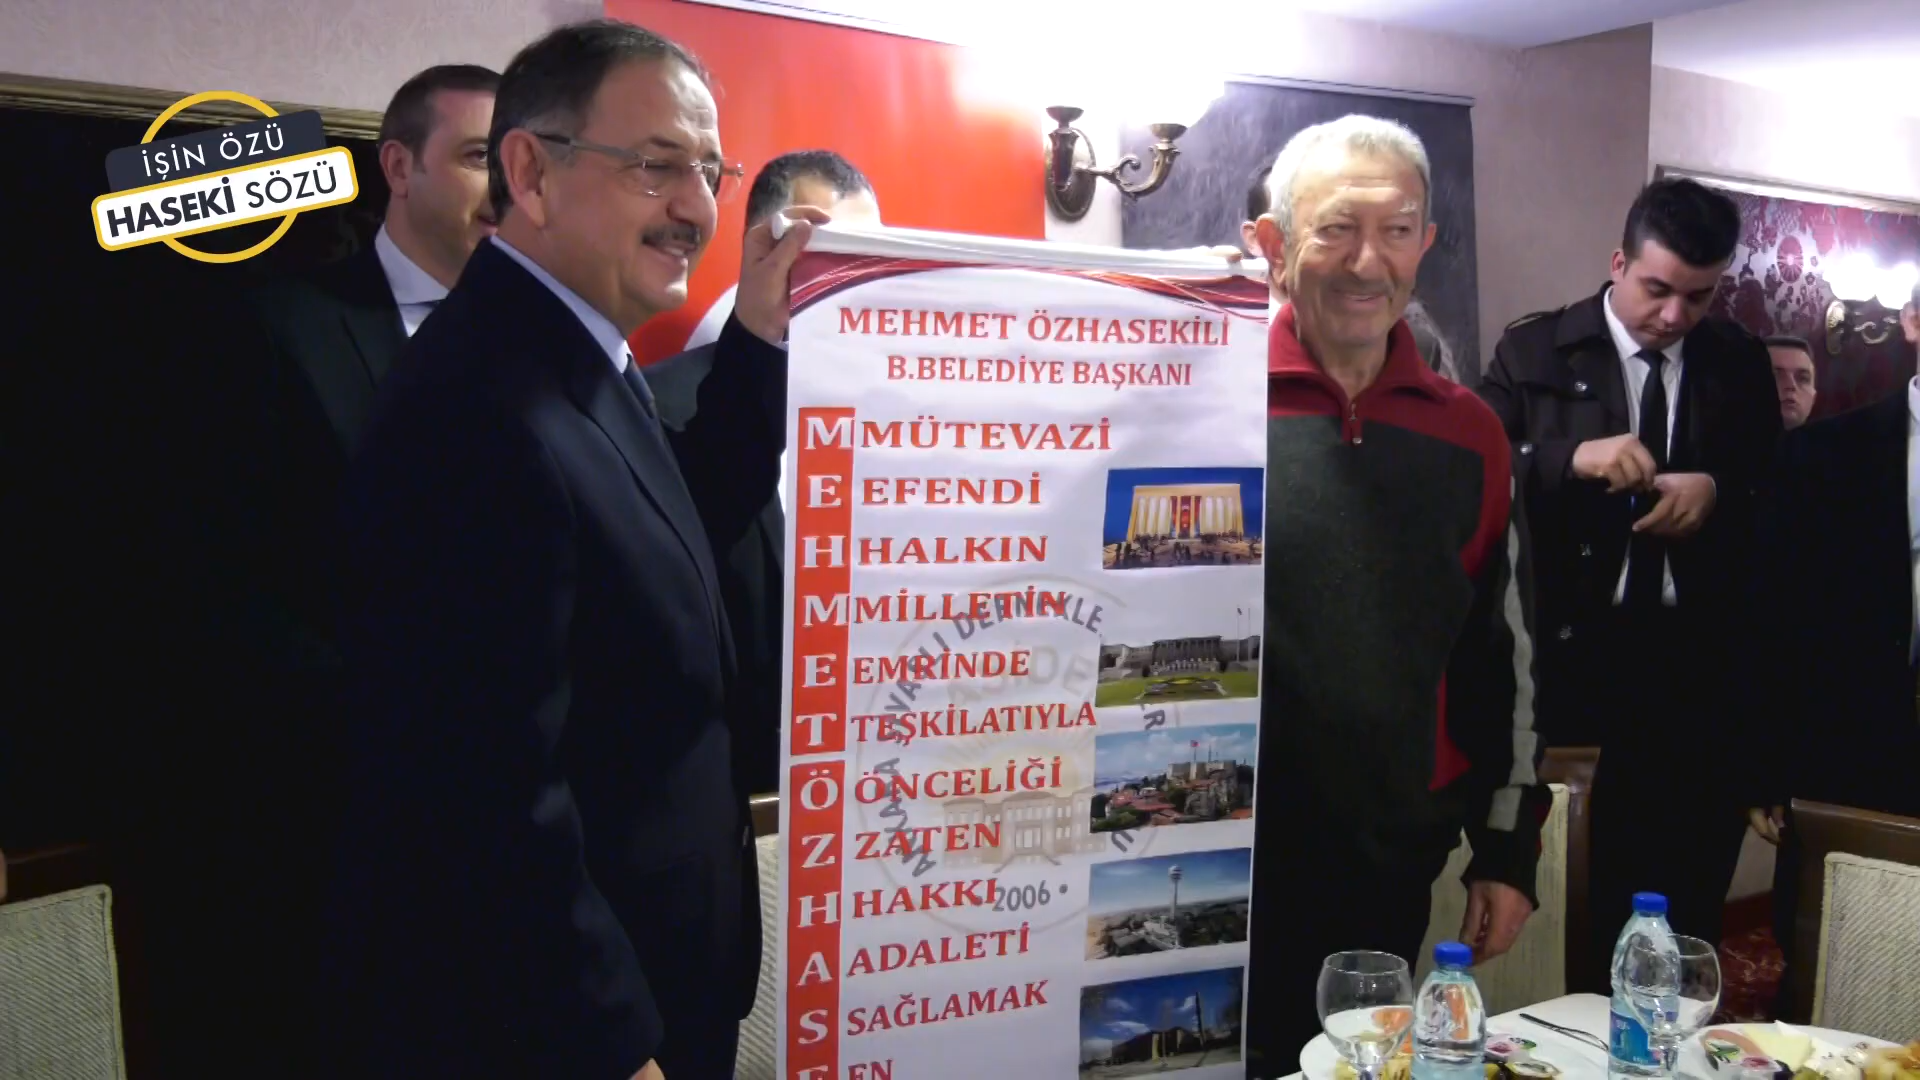 İŞİN ÖZÜ
HASEKİ SÖZÜ
MEHMET ÖZHASEKİLİ
B.BELEDİYE BAŞKANI
M MÜTEVAZİ
E EFENDİ
H HALKIN
M MİLLETİN
E EMRİNDE
T TEŞKİLATIYLA
Ö ÖNCELİĞİ
Z ZATEN
H HAKKI
A ADALETİ
S SAĞLAMAK
E EN
2006